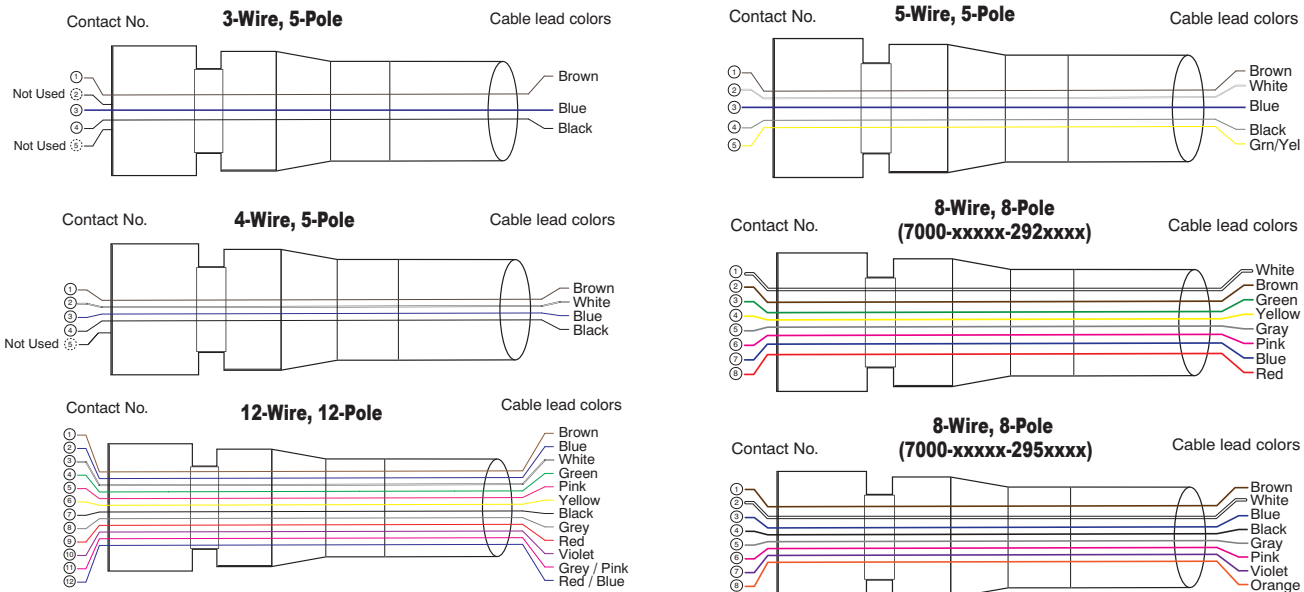 Contact No. 3-Wire, 5-Pole Cable lead colors
1 Brown
Not Used 2
3 Blue
4 Black
Not Used 5
Contact No. 4-Wire, 5-Pole Cable lead colors
1 Brown
2 White
3 Blue
4 Black
Not Used 5
Contact No. 12-Wire, 12-Pole Cable lead colors
1 Brown
2 Blue
3 White
4 Green
5 Pink
6 Yellow
7 Black
8 Grey
9 Red
10 Violet
11 Grey / Pink
12 Red / Blue
Contact No. 5-Wire, 5-Pole Cable lead colors
1 Brown
2 White
3 Blue
4 Black
5 Grn/Yel
Contact No. 8-Wire, 8-Pole Cable lead colors
(7000-xxxxx-292xxxx)
1 White
2 Brown
3 Green
4 Yellow
5 Gray
6 Pink
7 Blue
8 Red
Contact No. 8-Wire, 8-Pole Cable lead colors
(7000-xxxxx-295xxxx)
1 Brown
2 White
3 Blue
4 Black
5 Gray
6 Pink
7 Violet
8 Orange